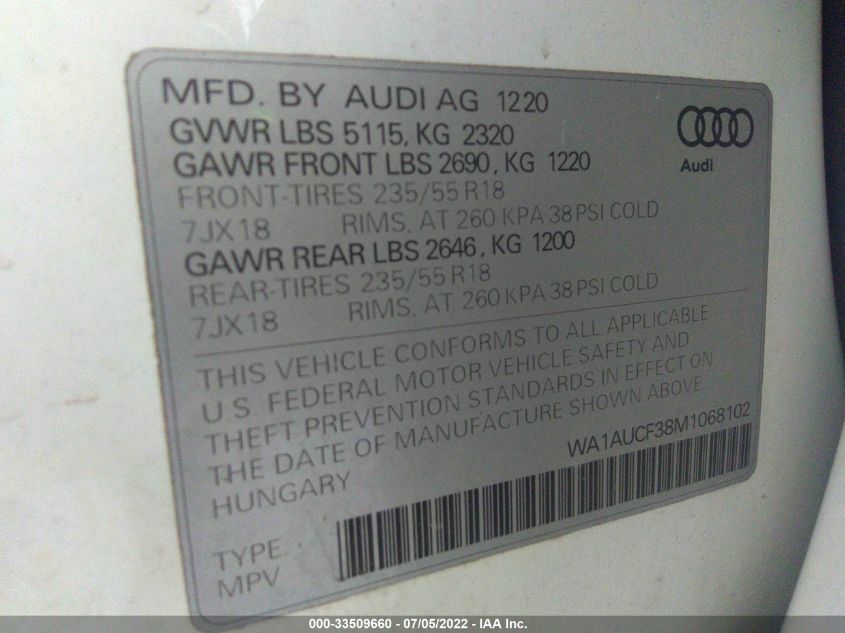 MFD. BY AUDI AG 1220
GVWR LBS 5115, KG 2320
GAWR FRONT LBS 2690, KG 1220
FRONT-TIRES 235/55 R18
7JX18 RIMS. AT 260 KPA 38 PSI COLD
GAWR REAR LBS 2646, KG 1200
REAR-TIRES 235/55 R18
7JX18 RIMS. AT 260 KPA 38 PSI COLD
Audi
THIS VEHICLE CONFORMS TO ALL APPLICABLE
U.S. FEDERAL MOTOR VEHICLE SAFETY AND
THEFT PREVENTION STANDARDS IN EFFECT ON
THE DATE OF MANUFACTURE SHOWN ABOVE
HUNGARY
WA1AUCF38M1068102
TYPE
MPV
000-33509660 - 07/05/2022 - IAA Inc.